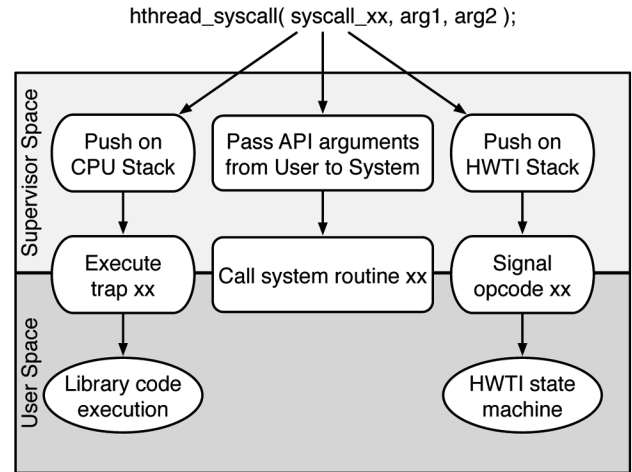 hthread_syscall( syscall_xx, arg1, arg2 );
Supervisor Space
Push on
CPU Stack
Pass API arguments
from User to System
Push on
HWTI Stack
Execute
trap xx
Call system routine xx
Signal
opcode xx
User Space
Library code
execution
HWTI state
machine